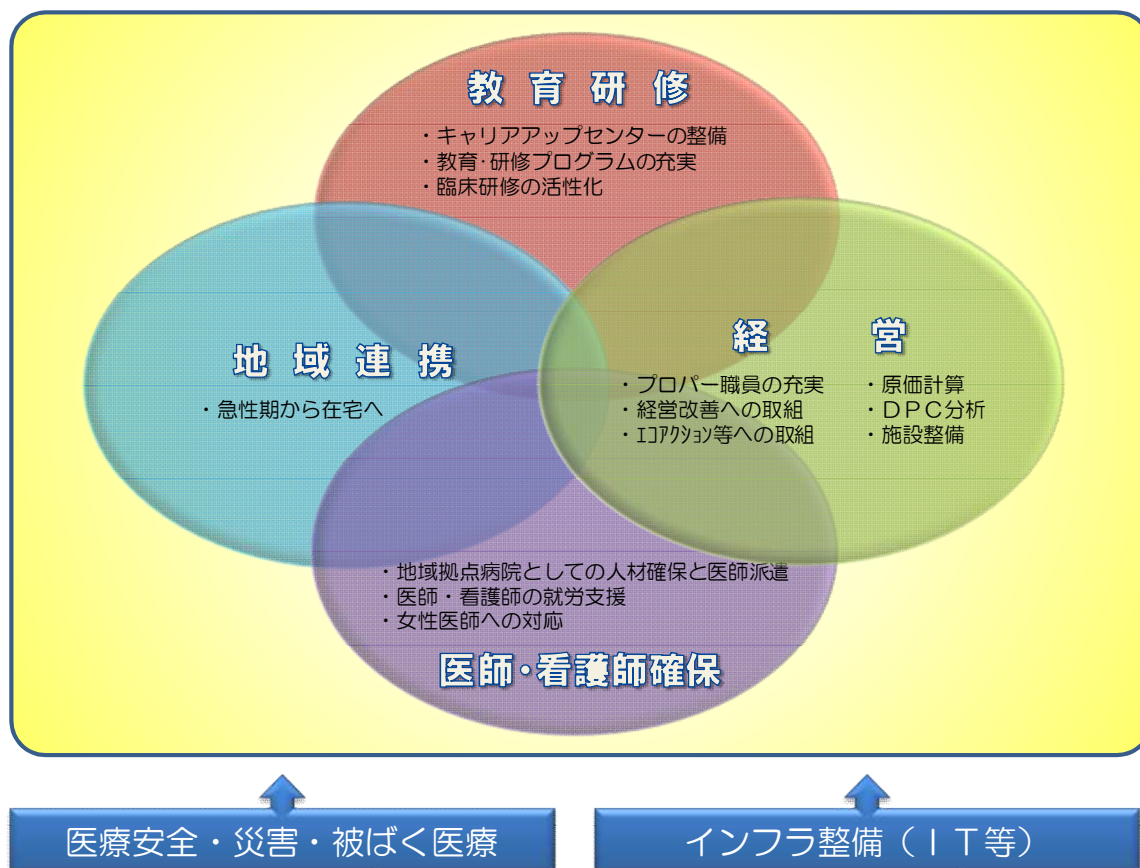 教育研修
・キャリアアップセンターの整備
・教育・研修プログラムの充実
・臨床研修の活性化
地域連携
・急性期から在宅へ
経営
・プロパー職員の充実
・経営改善への取組
・ｴｺｱｸｼｮﾝ等への取組
・原価計算
・ＤＰＣ分析
・施設整備
・地域拠点病院としての人材確保と医師派遣
・医師・看護師の就労支援
・女性医師への対応
医師・看護師確保
医療安全・災害・被ばく医療
インフラ整備（ＩＴ等）